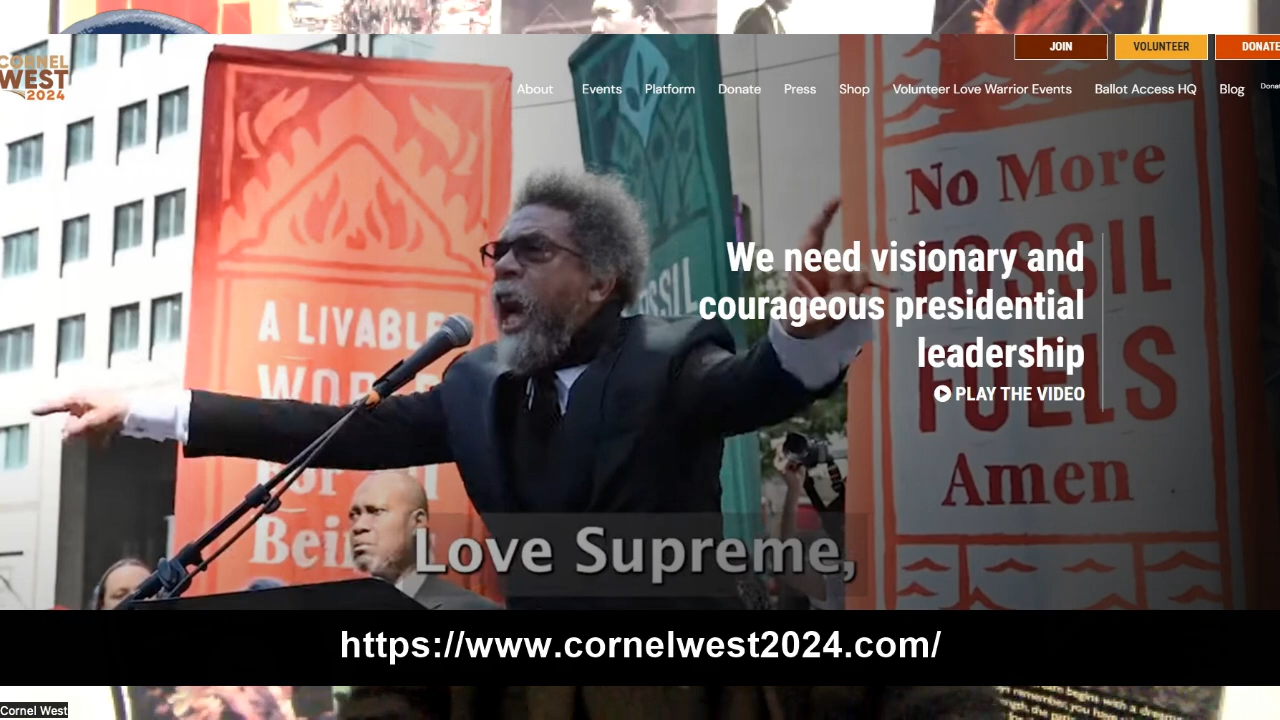 JOIN
VOLUNTEER
DONATE
CORNEL
WEST
2024
About
Events
Platform
Donate
Press
Shop
Volunteer Love Warrior Events
Ballot Access HQ
Blog
No More
FOSSIL
FUELS
Amen
A LIVABLE
We need visionary and
courageous presidential
leadership
PLAY THE VIDEO
Love Supreme,
https://www.cornelwest2024.com/
Cornel West